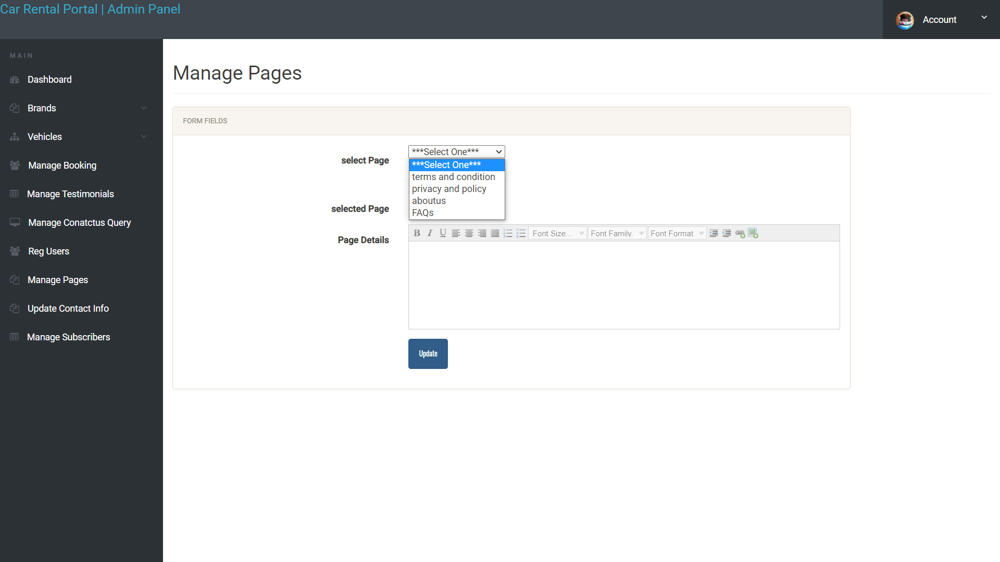 Car Rental Portal | Admin Panel
Account
MAIN
Dashboard
Brands
Vehicles
Manage Booking
Manage Testimonials
Manage Conatctus Query
Reg Users
Manage Pages
Update Contact Info
Manage Subscribers
Manage Pages
FORM FIELDS
select Page
***Select One***
***Select One***
terms and condition
privacy and policy
aboutus
FAQs
selected Page
Page Details
B I U Font Size... Font Family. Font Format
Update